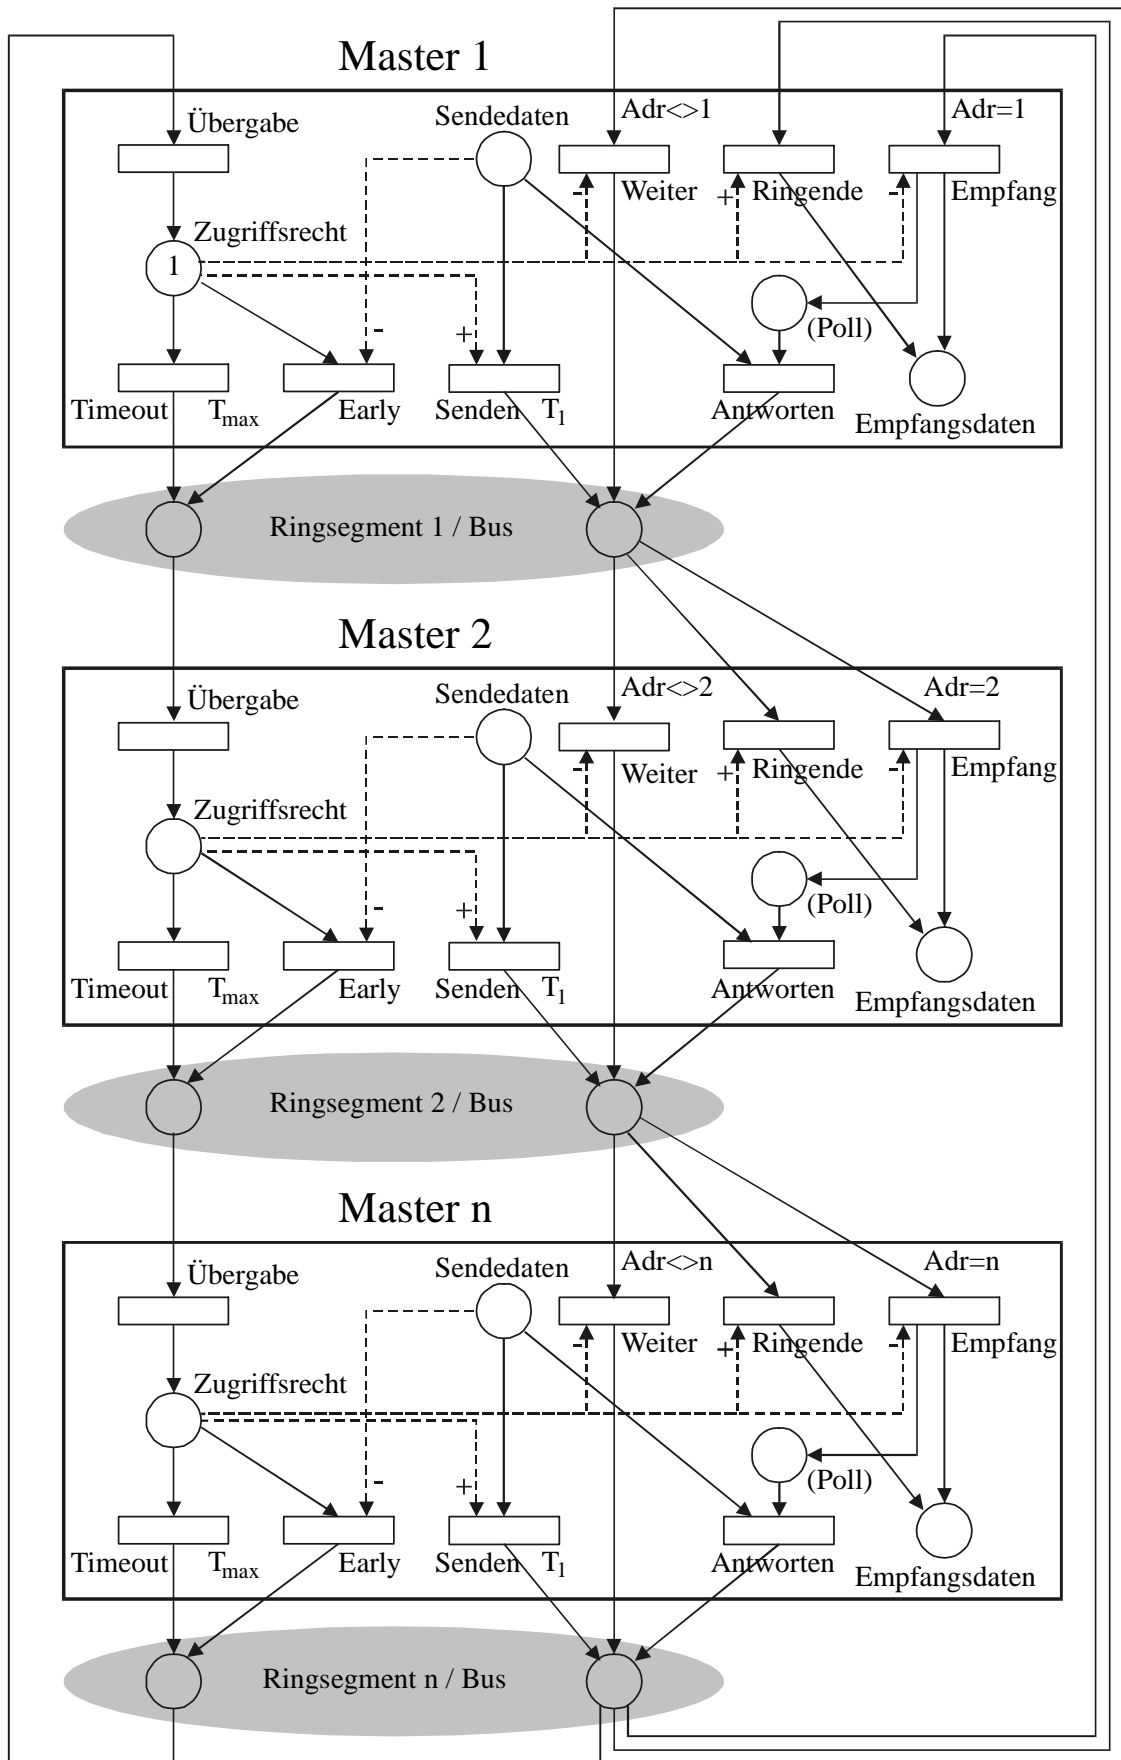 Master 1
Übergabe
Sendedaten
Adr<>1
Adr=1
Weiter
Ringende
Empfang
-
+
-
Zugriffsrecht
1
(Poll)
-
+
Timeout
Tmax
Early
Senden
T1
Antworten
Empfangsdaten
Ringsegment 1 / Bus
Master 2
Übergabe
Sendedaten
Adr<>2
Adr=2
Weiter
Ringende
Empfang
-
+
-
Zugriffsrecht
(Poll)
-
+
Timeout
Tmax
Early
Senden
T1
Antworten
Empfangsdaten
Ringsegment 2 / Bus
Master n
Übergabe
Sendedaten
Adr<>n
Adr=n
Weiter
Ringende
Empfang
-
+
-
Zugriffsrecht
(Poll)
-
+
Timeout
Tmax
Early
Senden
T1
Antworten
Empfangsdaten
Ringsegment n / Bus